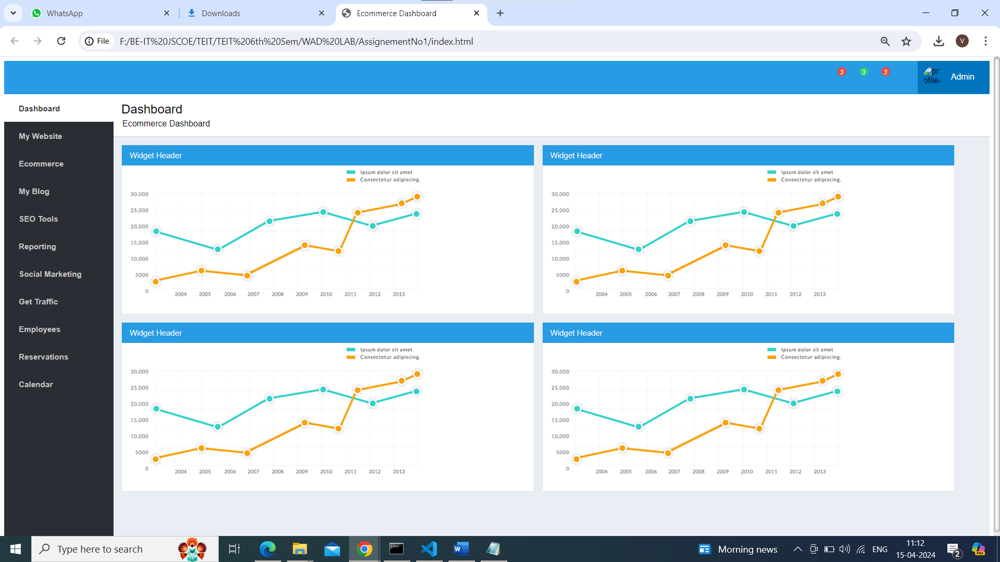 WhatsApp
Downloads
Ecommerce Dashboard
File
F:/BE-IT%20JSCOE/TEIT/TEIT%206th%20Sem/WAD%20LAB/AssignementNo1/index.html
V
3
3
3
pr
ofile-
Admin
Dashboard
My Website
Ecommerce
My Blog
SEO Tools
Reporting
Social Marketing
Get Traffic
Employees
Reservations
Calendar
Dashboard
Ecommerce Dashboard
Widget Header
Ipsum dolor sit amet
Consectetur adipiscing.
30,000
25,000
20,000
15,000
10,000
5000
0
2004 2005 2006 2007 2008 2009 2010 2011 2012 2013
Widget Header
Ipsum dolor sit amet
Consectetur adipiscing.
30,000
25,000
20,000
15,000
10,000
5000
0
2004 2005 2006 2007 2008 2009 2010 2011 2012 2013
Widget Header
Ipsum dolor sit amet
Consectetur adipiscing.
30,000
25,000
20,000
15,000
10,000
5000
0
2004 2005 2006 2007 2008 2009 2010 2011 2012 2013
Widget Header
Ipsum dolor sit amet
Consectetur adipiscing.
30,000
25,000
20,000
15,000
10,000
5000
0
2004 2005 2006 2007 2008 2009 2010 2011 2012 2013
Type here to search
Morning news
ENG
11:12
15-04-2024
2
PRE